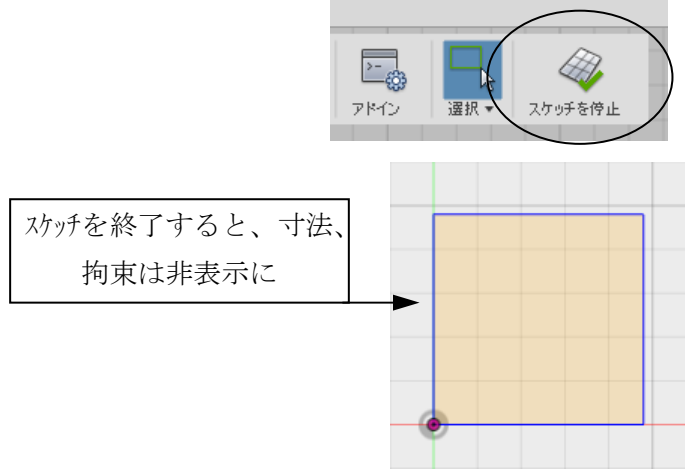 アドイン 選択▼ スケッチを停止
ｽｹｯﾁを終了すると、寸法、
拘束は非表示に